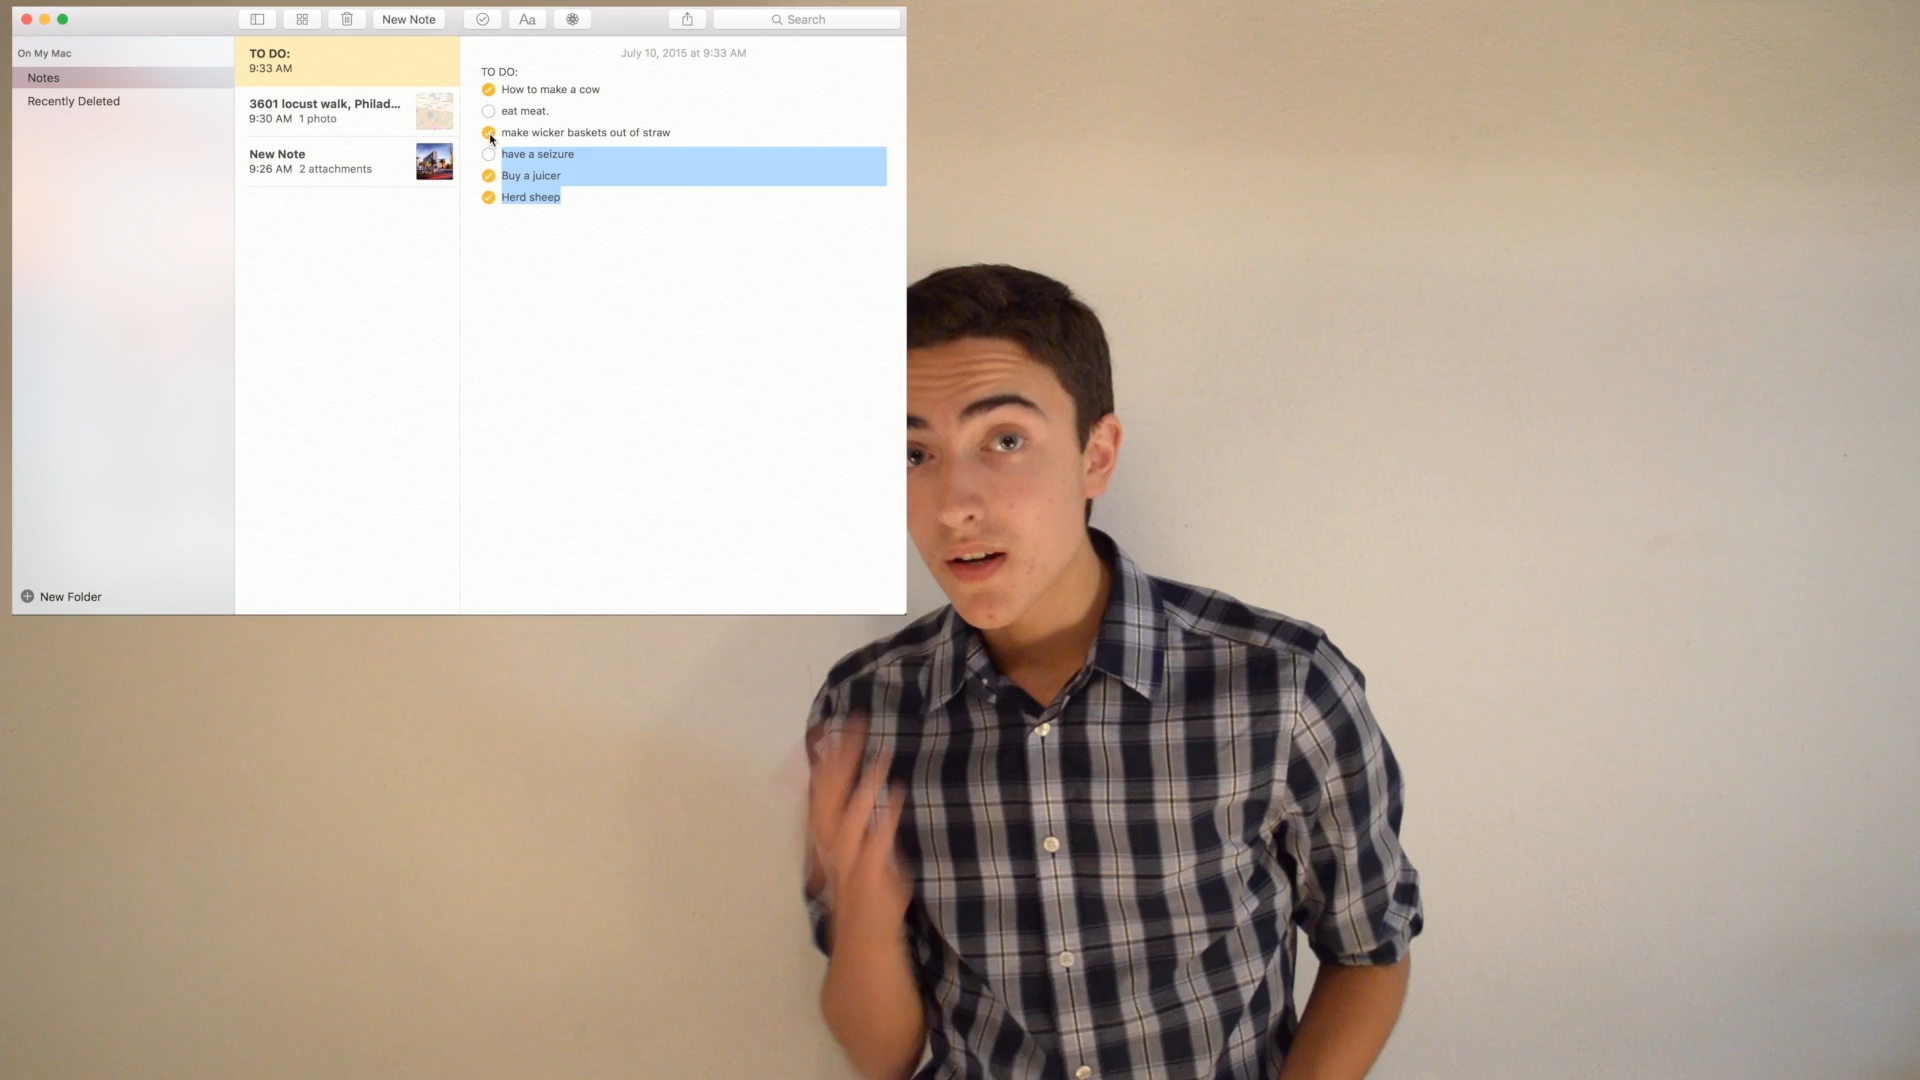 New Note
Aa
Search
On My Mac
Notes
Recently Deleted
New Folder
TO DO:
9:33 AM
3601 locust walk, Philad...
9:30 AM 1 photo
New Note
9:26 AM 2 attachments
July 10, 2015 at 9:33 AM
TO DO:
How to make a cow
eat meat.
make wicker baskets out of straw
have a seizure
Buy a juicer
Herd sheep